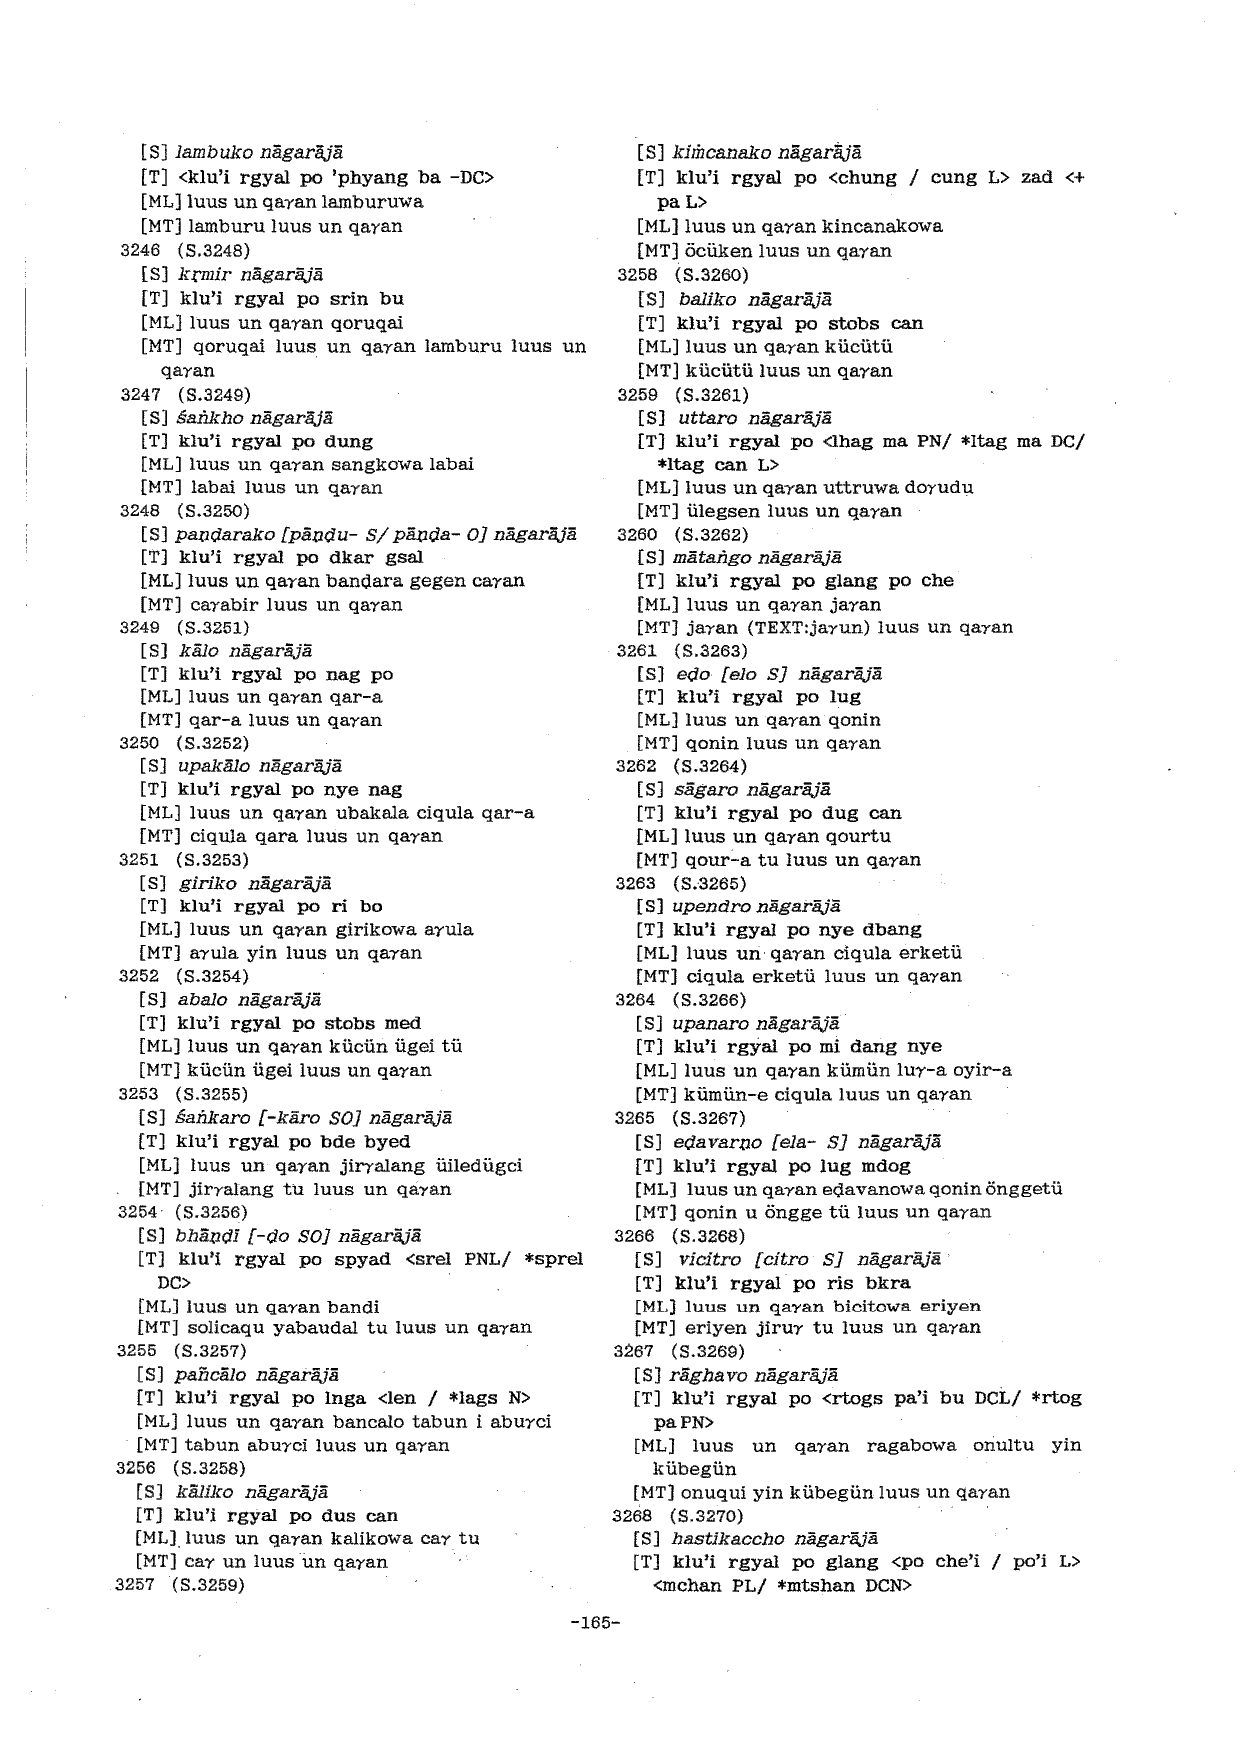 [S] lambuko nāgarājā
[T] <klu'i rgyal po 'phyang ba -DC>
[ML] luus un qaγan lamburuwa
[MT] lamburu luus un qaγan
3246 (S.3248)
[S] kṛmir nāgarājā
[T] klu'i rgyal po srin bu
[ML] luus un qaγan qoruqai
[MT] qoruqai luus un qaγan lamburu luus un
qaγan
3247 (S.3249)
[S] śaṅkho nāgarājā
[T] klu'i rgyal po dung
[ML] luus un qaγan sangkowa labai
[MT] labai luus un qaγan
3248 (S.3250)
[S] paṇḍarako [pāṇḍu- S/ pāṇḍa- O] nāgarājā
[T] klu'i rgyal po dkar gsal
[ML] luus un qaγan banḍara gegen caγan
[MT] caγabir luus un qaγan
3249 (S.3251)
[S] kālo nāgarājā
[T] klu'i rgyal po nag po
[ML] luus un qaγan qar-a
[MT] qar-a luus un qaγan
3250 (S.3252)
[S] upakālo nāgarājā
[T] klu'i rgyal po nye nag
[ML] luus un qaγan ubakala ciqula qar-a
[MT] ciqula qara luus un qaγan
3251 (S.3253)
[S] giriko nāgarājā
[T] klu'i rgyal po ri bo
[ML] luus un qaγan girikowa aγula
[MT] aγula yin luus un qaγan
3252 (S.3254)
[S] abalo nāgarājā
[T] klu'i rgyal po stobs med
[ML] luus un qaγan kücün ügei tü
[MT] kücün ügei luus un qaγan
3253 (S.3255)
[S] śaṅkaro [-kāro SO] nāgarājā
[T] klu'i rgyal po bde byed
[ML] luus un qaγan jirγalang üiledügci
[MT] jirγalang tu luus un qaγan
3254 (S.3256)
[S] bhāṇḍī [-ḍo SO] nāgarājā
[T] klu'i rgyal po spyad <srel PNL/ *sprel
DC>
[ML] luus un qaγan bandi
[MT] solicaqu yabaudal tu luus un qaγan
3255 (S.3257)
[S] pañcālo nāgarājā
[T] klu'i rgyal po lnga <len / *lags N>
[ML] luus un qaγan bancalo tabun i abuγci
[MT] tabun abuγci luus un qaγan
3256 (S.3258)
[S] kāliko nāgarājā
[T] klu'i rgyal po dus can
[ML] luus un qaγan kalikowa caγ tu
[MT] caγ un luus un qaγan
3257 (S.3259)
[S] kiṁcanako nāgarājā
[T] klu'i rgyal po <chung / cung L> zad <+
pa L>
[ML] luus un qaγan kincanakowa
[MT] öcüken luus un qaγan
3258 (S.3260)
[S] baliko nāgarājā
[T] klu'i rgyal po stobs can
[ML] luus un qaγan kücütü
[MT] kücütü luus un qaγan
3259 (S.3261)
[S] uttaro nāgarājā
[T] klu'i rgyal po <lhag ma PN/ *ltag ma DC/
*ltag can L>
[ML] luus un qaγan uttruwa doγudu
[MT] ülegsen luus un qaγan
3260 (S.3262)
[S] mātaṅgo nāgarājā
[T] klu'i rgyal po glang po che
[ML] luus un qaγan jaγan
[MT] jaγan (TEXT:jaγun) luus un qaγan
3261 (S.3263)
[S] eḍo [elo S] nāgarājā
[T] klu'i rgyal po lug
[ML] luus un qaγan qonin
[MT] qonin luus un qaγan
3262 (S.3264)
[S] sāgaro nāgarājā
[T] klu'i rgyal po dug can
[ML] luus un qaγan qourtu
[MT] qour-a tu luus un qaγan
3263 (S.3265)
[S] upendro nāgarājā
[T] klu'i rgyal po nye dbang
[ML] luus un qaγan ciqula erketü
[MT] ciqula erketü luus un qaγan
3264 (S.3266)
[S] upanaro nāgarājā
[T] klu'i rgyal po mi dang nye
[ML] luus un qaγan kümün luγ-a oyir-a
[MT] kümün-e ciqula luus un qaγan
3265 (S.3267)
[S] eḍavarṇo [ela- S] nāgarājā
[T] klu'i rgyal po lug mdog
[ML] luus un qaγan eḍavanowa qonin önggetü
[MT] qonin u öngge tü luus un qaγan
3266 (S.3268)
[S] vicitro [citro S] nāgarājā
[T] klu'i rgyal po ris bkra
[ML] luus un qaγan bicitowa eriyen
[MT] eriyen jiruγ tu luus un qaγan
3267 (S.3269)
[S] rāghavo nāgarājā
[T] klu'i rgyal po <rtogs pa'i bu DCL/ *rtog
pa PN>
[ML] luus un qaγan ragabowa onultu yin
kübegün
[MT] onuqui yin kübegün luus un qaγan
3268 (S.3270)
[S] hastikaccho nāgarājā
[T] klu'i rgyal po glang <po che'i / po'i L>
<mchan PL/ *mtshan DCN>
-165-